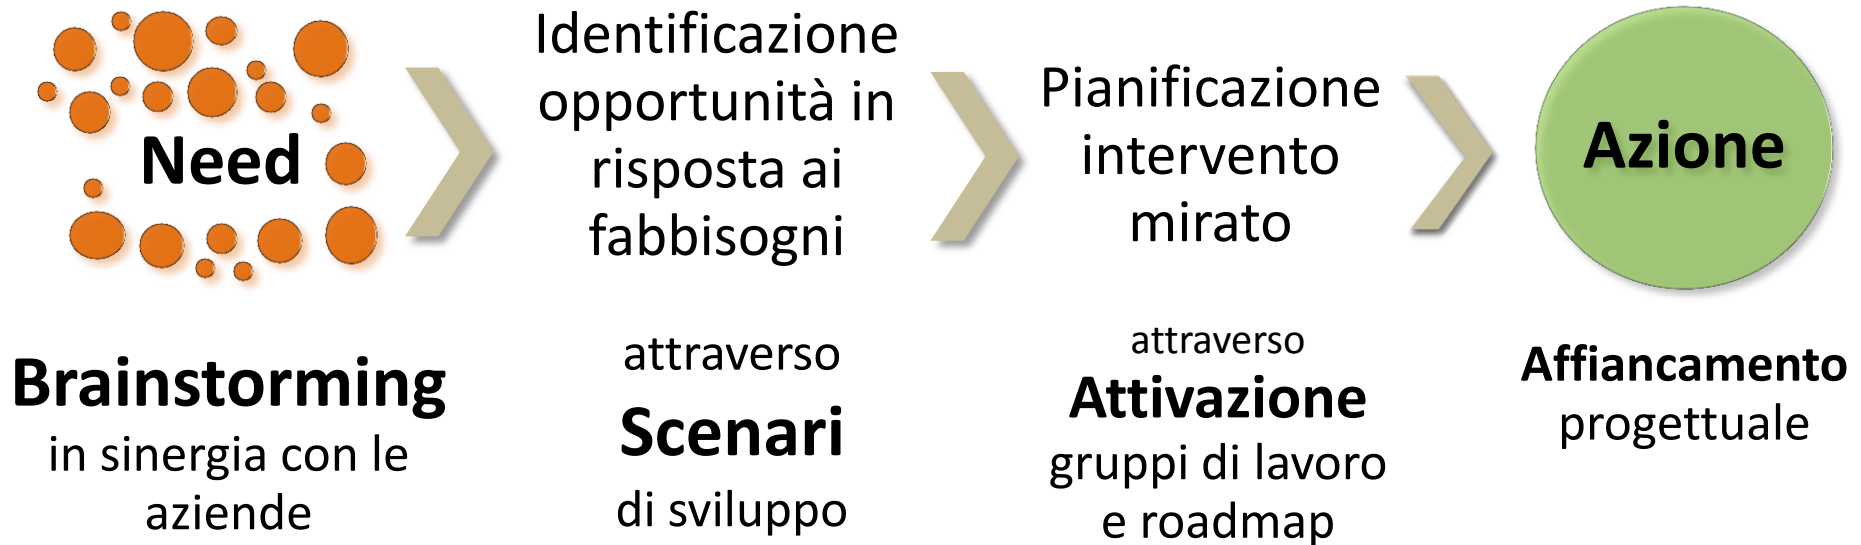 Need
Brainstorming
in sinergia con le
aziende
Identificazione
opportunità in
risposta ai
fabbisogni
attraverso
Scenari
di sviluppo
Pianificazione
intervento
mirato
attraverso
Attivazione
gruppi di lavoro
e roadmap
Azione
Affiancamento
progettuale